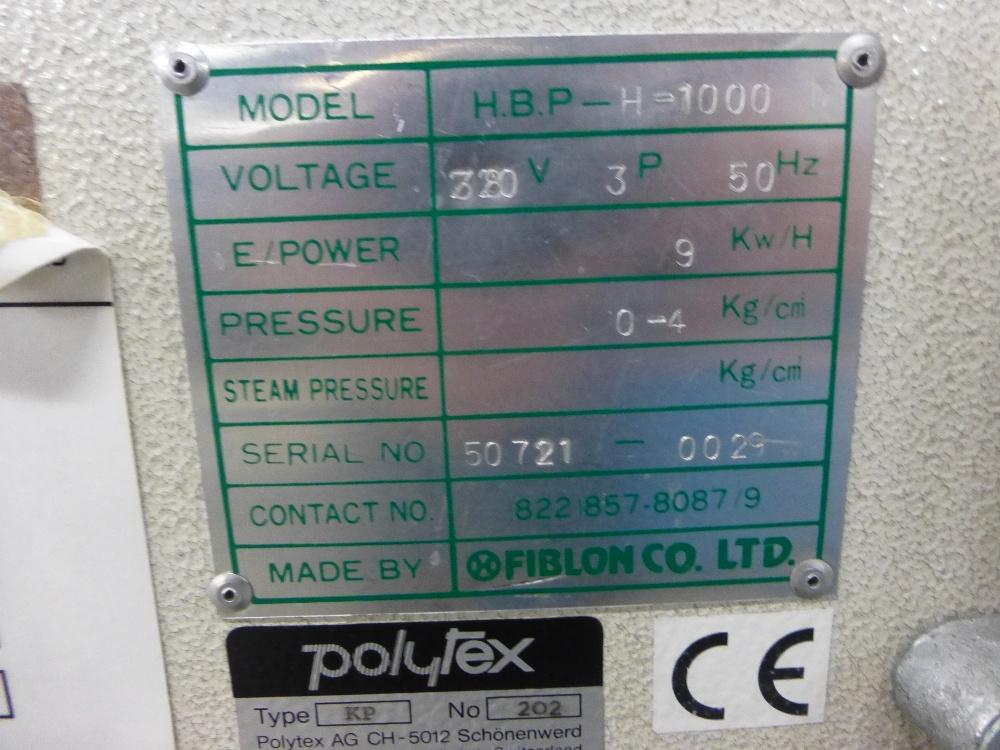 MODEL H.B.P-H-1000
VOLTAGE V 3 P 50 Hz
E/POWER 9 Kw/H
PRESSURE 0-4 Kg/cm
STEAM PRESSURE Kg/cm
SERIAL NO 50721 - 0029
CONTACT NO. (822)857-8087/9
MADE BY FIBLON CO. LTD.
polytex
CE
Type KP No 202
Polytex AG CH-5012 Schönenwerd